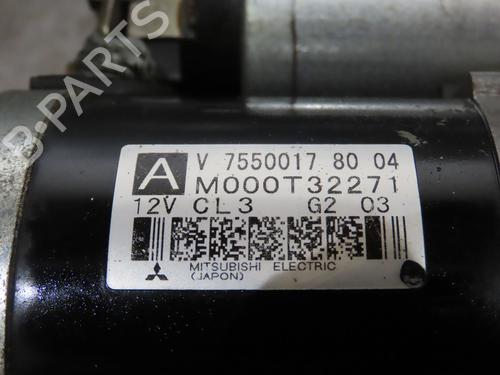 B-PARTS
A
V 7550017 80 04
M000T32271
12V CL3 G2 03
MITSUBISHI ELECTRIC
(JAPON)